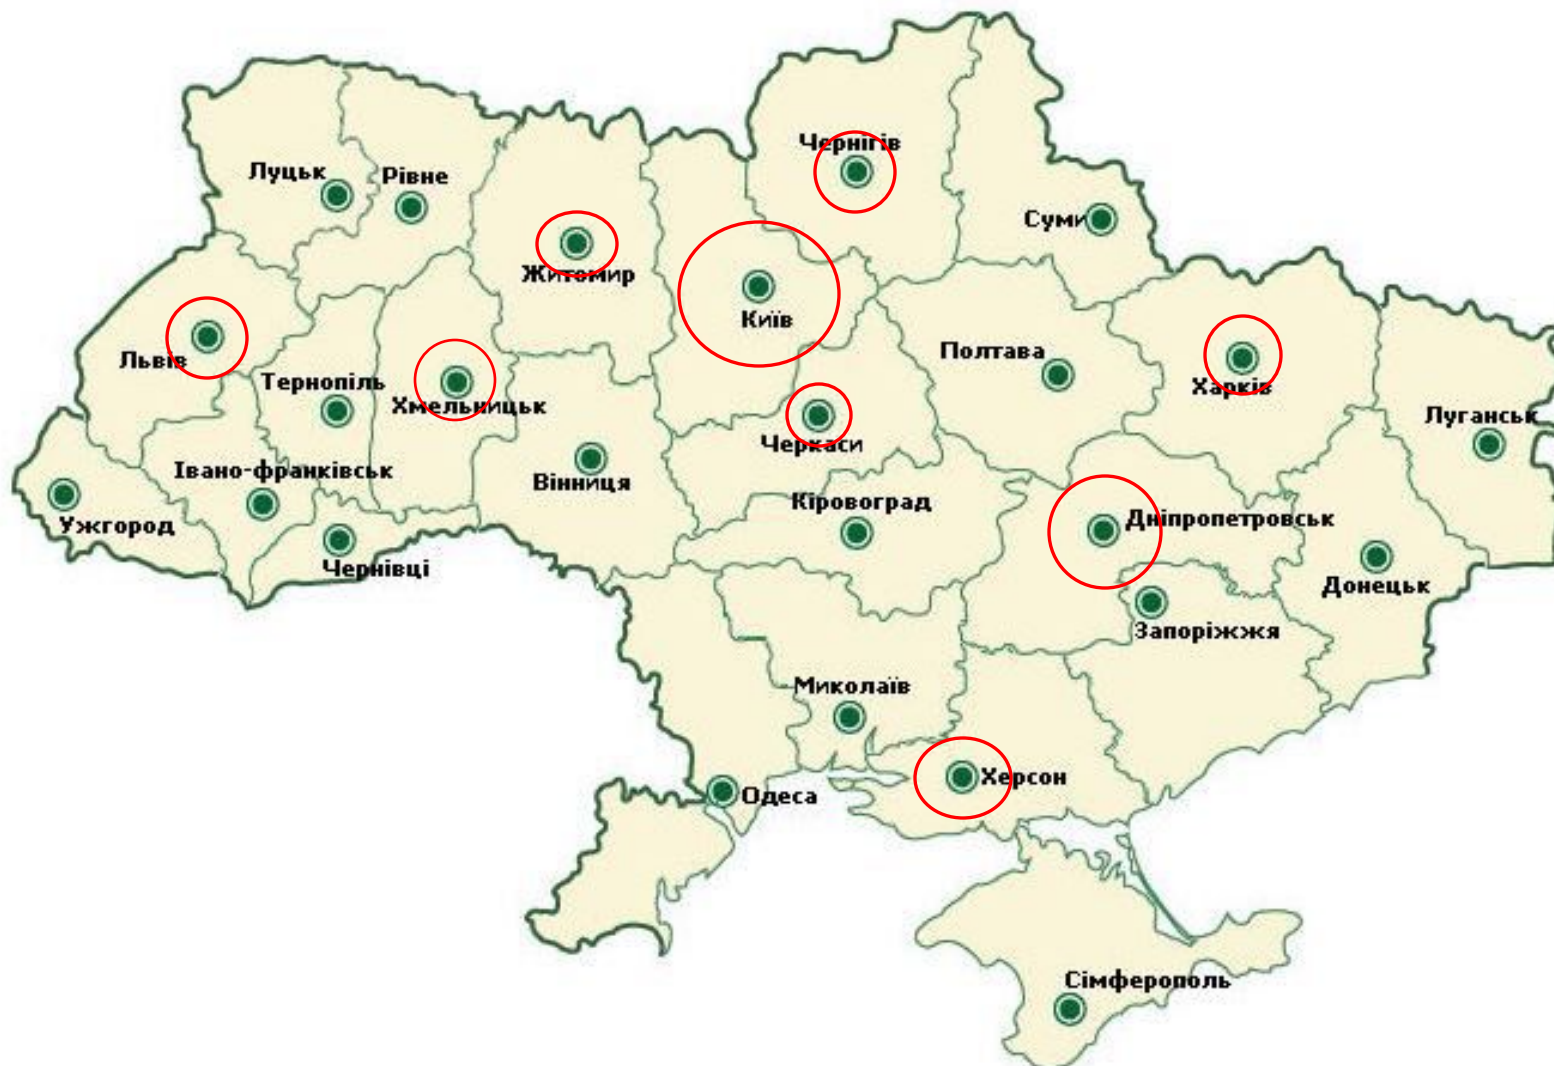 Чернігів
Луцьк
Рівне
Суми
Житомир
Київ
Львів
Полтава
Тернопіль
Харків
Хмельницьк
Луганськ
Черкаси
Івано-франківськ
Вінниця
Кіровоград
Дніпропетровськ
Ужгород
Чернівці
Донецьк
Запоріжжя
Миколаїв
Херсон
Одеса
Сімферополь